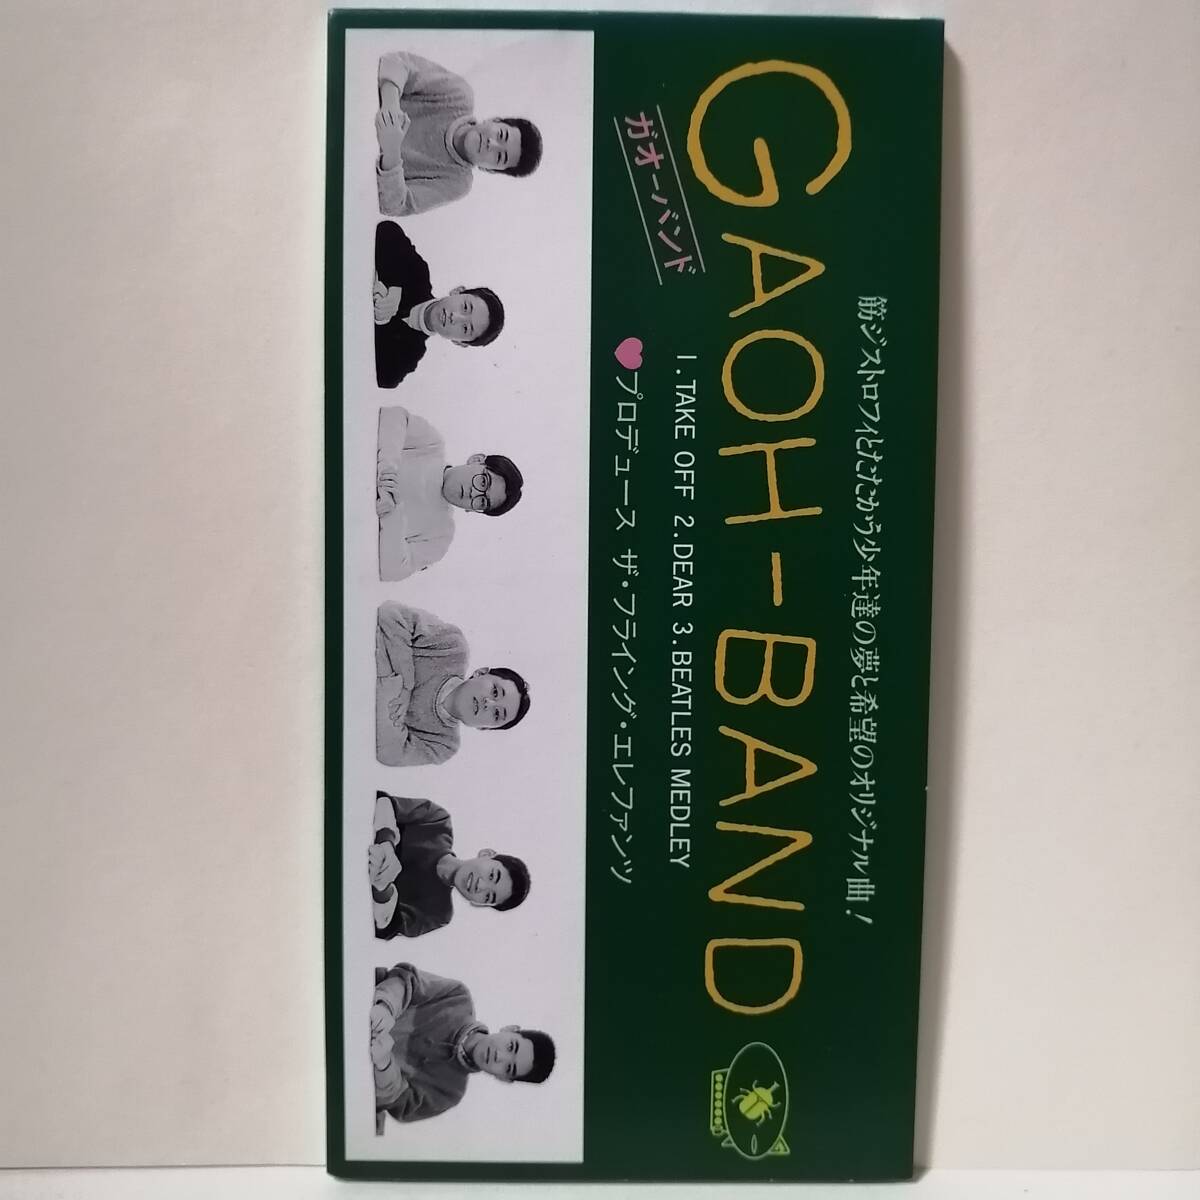 筋ジストロフィとたたかう少年達の夢と希望のオリジナル曲!
GAOH-BAND
ガオーバンド
1.TAKE OFF 2.DEAR 3.BEATLES MEDLEY
♥プロデュース ザ・フライング・エレファンツ